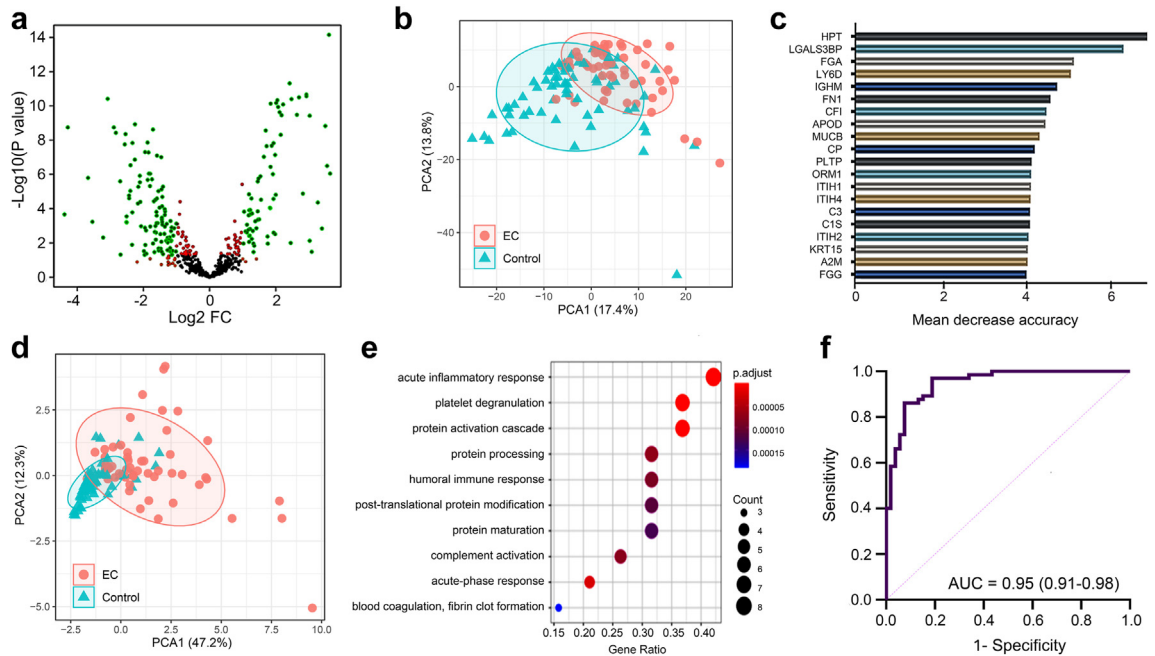 a
14
12
10
8
6
4
2
0
-Log10(P value)
-4
-2
0
2
4
Log2 FC
b
0
-20
-40
PCA2 (13.8%)
EC
Control
-20
-10
0
10
20
PCA1 (17.4%)
c
HPT
LGALS3BP
FGA
LY6D
IGHM
FN1
CFI
APOD
MUCB
CP
PLTP
ORM1
ITIH1
ITIH4
C3
C1S
ITIH2
KRT15
A2M
FGG
0
2
4
6
Mean decrease accuracy
d
2.5
0.0
-2.5
-5.0
PCA2 (12.3%)
EC
Control
-2.5
0.0
2.5
5.0
7.5
10.0
PCA1 (47.2%)
e
acute inflammatory response
platelet degranulation
protein activation cascade
protein processing
humoral immune response
post-translational protein modification
protein maturation
complement activation
acute-phase response
blood coagulation, fibrin clot formation
0.15 0.20 0.25 0.30 0.35 0.40
Gene Ratio
p.adjust
0.00005
0.00010
0.00015
Count
3
4
5
6
7
8
f
1.0
0.8
0.6
0.4
0.2
0.0
Sensitivity
AUC = 0.95 (0.91-0.98)
0.0
0.2
0.4
0.6
0.8
1.0
1- Specificity